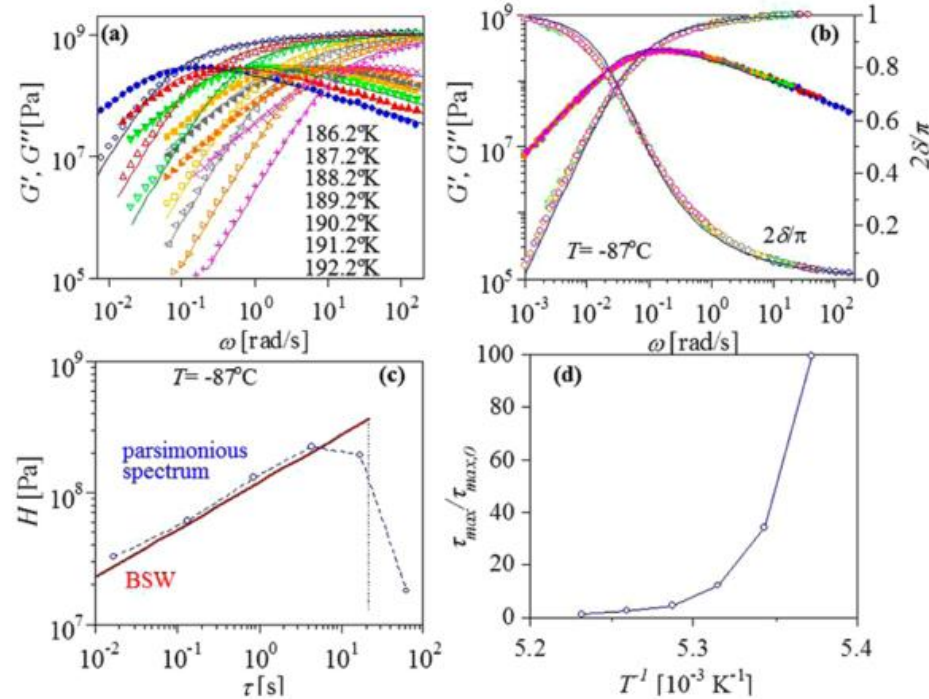 (a)
10⁹
10⁷
10⁵
G', G'' [Pa]
186.2°K
187.2°K
188.2°K
189.2°K
190.2°K
191.2°K
192.2°K
10⁻² 10⁻¹ 10⁰ 10¹ 10²
ω [rad/s]
(b)
10⁹
10⁷
10⁵
G', G'' [Pa]
1
0.8
0.6
0.4
0.2
0
2δ/π
2δ/π
T= -87°C
10⁻³ 10⁻² 10⁻¹ 10⁰ 10¹ 10²
ω [rad/s]
T= -87°C
(c)
10⁹
10⁸
10⁷
H [Pa]
parsimonious
spectrum
BSW
10⁻² 10⁻¹ 10⁰ 10¹ 10²
τ [s]
(d)
100
80
60
40
20
0
τmax/τmax,0
5.2 5.3 5.4
T⁻¹ [10⁻³ K⁻¹]